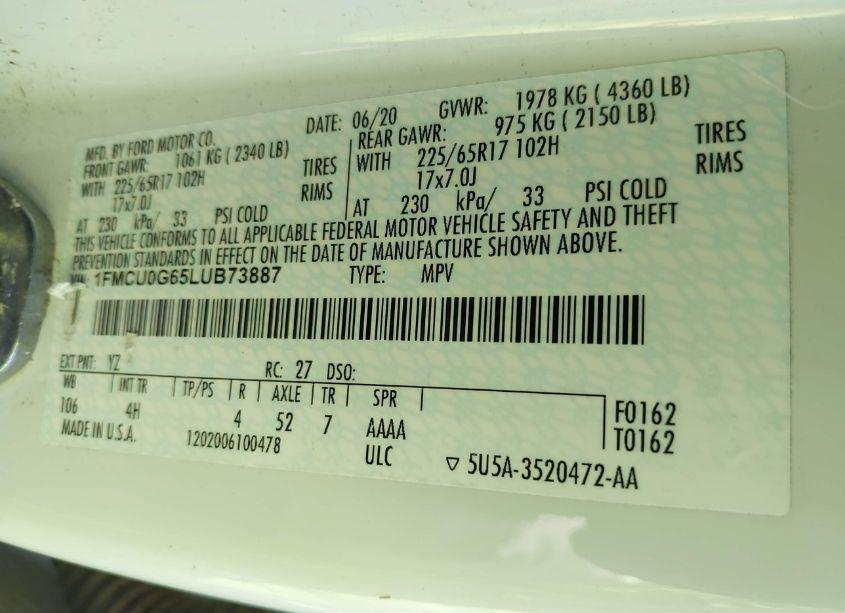 MFD. BY FORD MOTOR CO. DATE: 06/20 GVWR: 1978 KG ( 4360 LB)
FRONT GAWR: 1061 KG ( 2340 LB) REAR GAWR: 975 KG ( 2150 LB)
WITH 225/65R17 102H TIRES WITH 225/65R17 102H TIRES
17x7.0J RIMS 17x7.0J RIMS
AT 230 kPa/ 33 PSI COLD AT 230 kPa/ 33 PSI COLD
THIS VEHICLE CONFORMS TO ALL APPLICABLE FEDERAL MOTOR VEHICLE SAFETY AND THEFT
PREVENTION STANDARDS IN EFFECT ON THE DATE OF MANUFACTURE SHOWN ABOVE.
VIN: 1FMCU0G65LUB73887 TYPE: MPV
EXT PNT: YZ RC: 27 DSO:
WB INT TR TP/PS R AXLE TR SPR
106 4H 4 52 7 AAAA F0162
MADE IN U.S.A. 1202006100478 ULC T0162
▽ 5U5A-3520472-AA